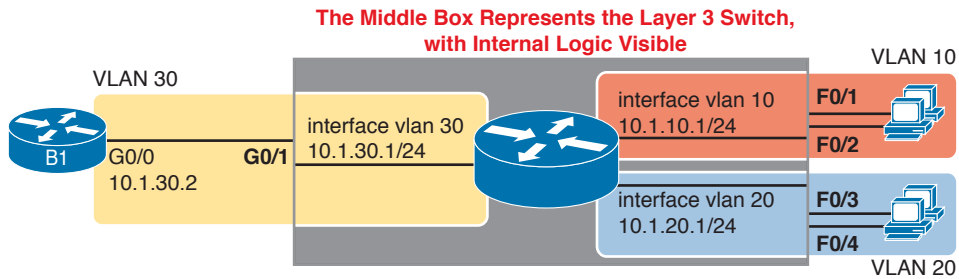 The Middle Box Represents the Layer 3 Switch,
with Internal Logic Visible
VLAN 30
B1
G0/0
10.1.30.2
G0/1
interface vlan 30
10.1.30.1/24
VLAN 10
interface vlan 10
10.1.10.1/24
F0/1
F0/2
interface vlan 20
10.1.20.1/24
F0/3
F0/4
VLAN 20